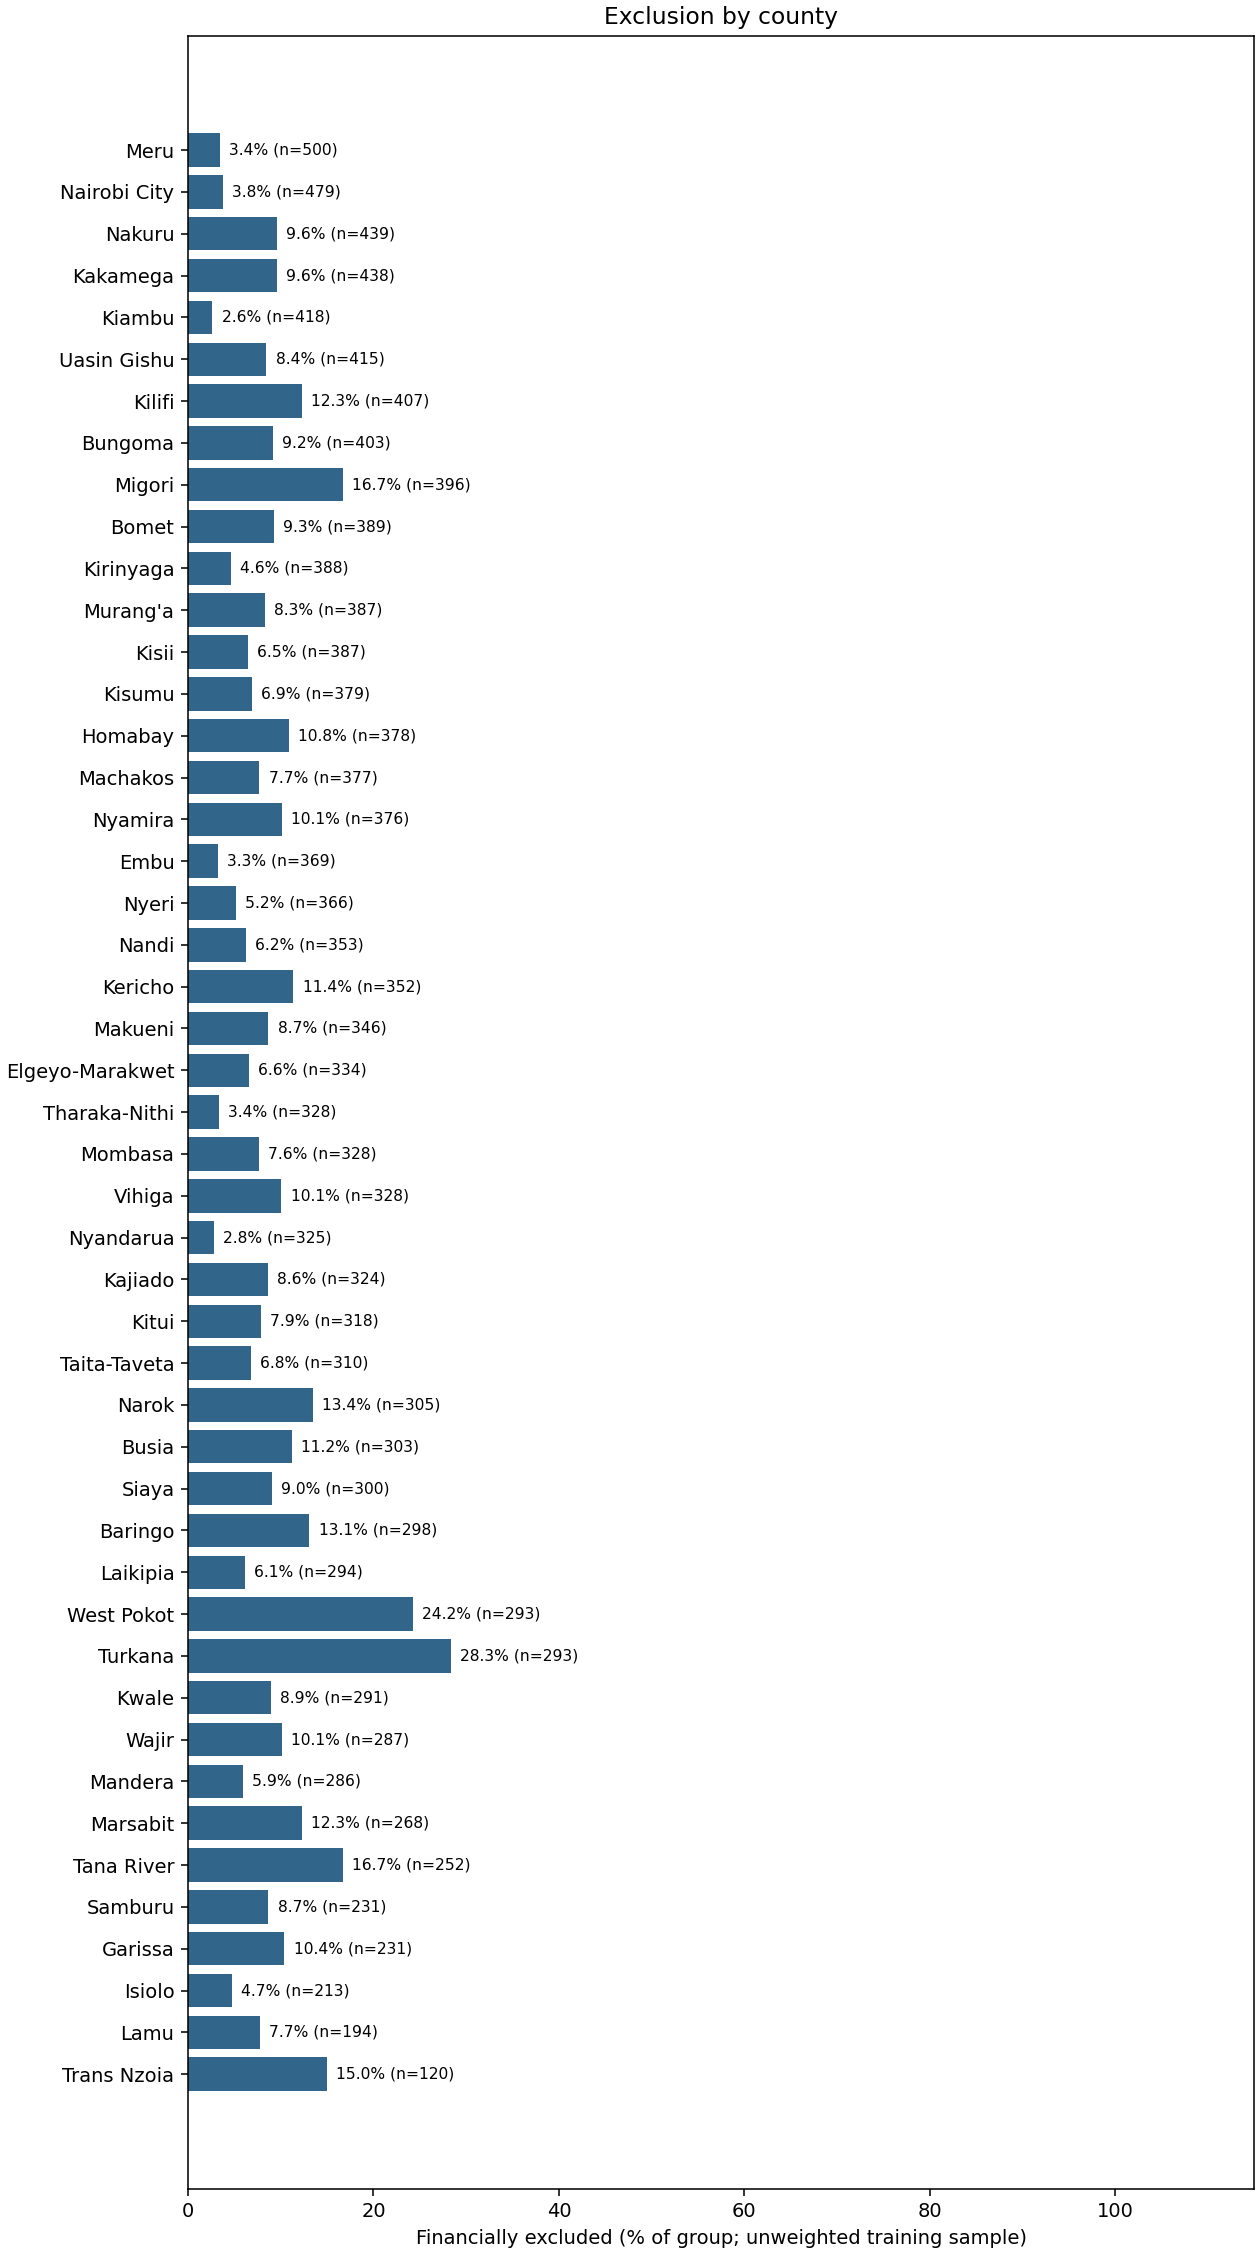 Exclusion by county
Meru 3.4% (n=500)
Nairobi City 3.8% (n=479)
Nakuru 9.6% (n=439)
Kakamega 9.6% (n=438)
Kiambu 2.6% (n=418)
Uasin Gishu 8.4% (n=415)
Kilifi 12.3% (n=407)
Bungoma 9.2% (n=403)
Migori 16.7% (n=396)
Bomet 9.3% (n=389)
Kirinyaga 4.6% (n=388)
Murang'a 8.3% (n=387)
Kisii 6.5% (n=387)
Kisumu 6.9% (n=379)
Homabay 10.8% (n=378)
Machakos 7.7% (n=377)
Nyamira 10.1% (n=376)
Embu 3.3% (n=369)
Nyeri 5.2% (n=366)
Nandi 6.2% (n=353)
Kericho 11.4% (n=352)
Makueni 8.7% (n=346)
Elgeyo-Marakwet 6.6% (n=334)
Tharaka-Nithi 3.4% (n=328)
Mombasa 7.6% (n=328)
Vihiga 10.1% (n=328)
Nyandarua 2.8% (n=325)
Kajiado 8.6% (n=324)
Kitui 7.9% (n=318)
Taita-Taveta 6.8% (n=310)
Narok 13.4% (n=305)
Busia 11.2% (n=303)
Siaya 9.0% (n=300)
Baringo 13.1% (n=298)
Laikipia 6.1% (n=294)
West Pokot 24.2% (n=293)
Turkana 28.3% (n=293)
Kwale 8.9% (n=291)
Wajir 10.1% (n=287)
Mandera 5.9% (n=286)
Marsabit 12.3% (n=268)
Tana River 16.7% (n=252)
Samburu 8.7% (n=231)
Garissa 10.4% (n=231)
Isiolo 4.7% (n=213)
Lamu 7.7% (n=194)
Trans Nzoia 15.0% (n=120)
0 20 40 60 80 100
Financially excluded (% of group; unweighted training sample)